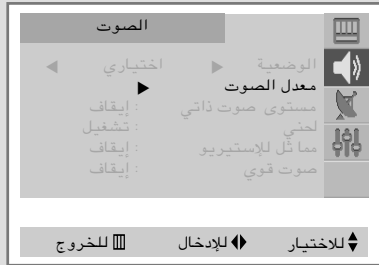 الصوت
الوضعية ▶ اختياري ◀
معدل الصوت ▶
مستوى صوت ذاتي : إيقاف
لحني : تشغيل
مماثل للإستيريو : إيقاف
صوت قوي : إيقاف
للاختيار للإدخال للخروج